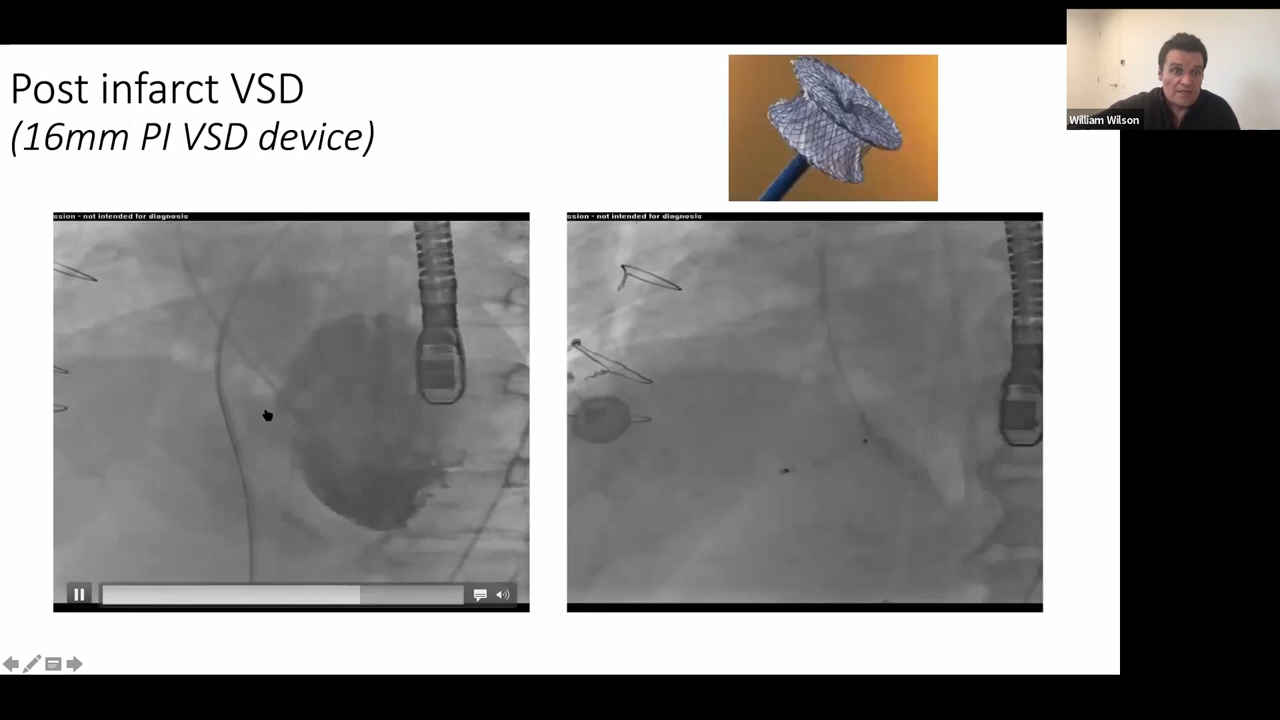 Post infarct VSD
(16mm PI VSD device)
William Wilson
ssion - not intended for diagnosis
ssion - not intended for diagnosis